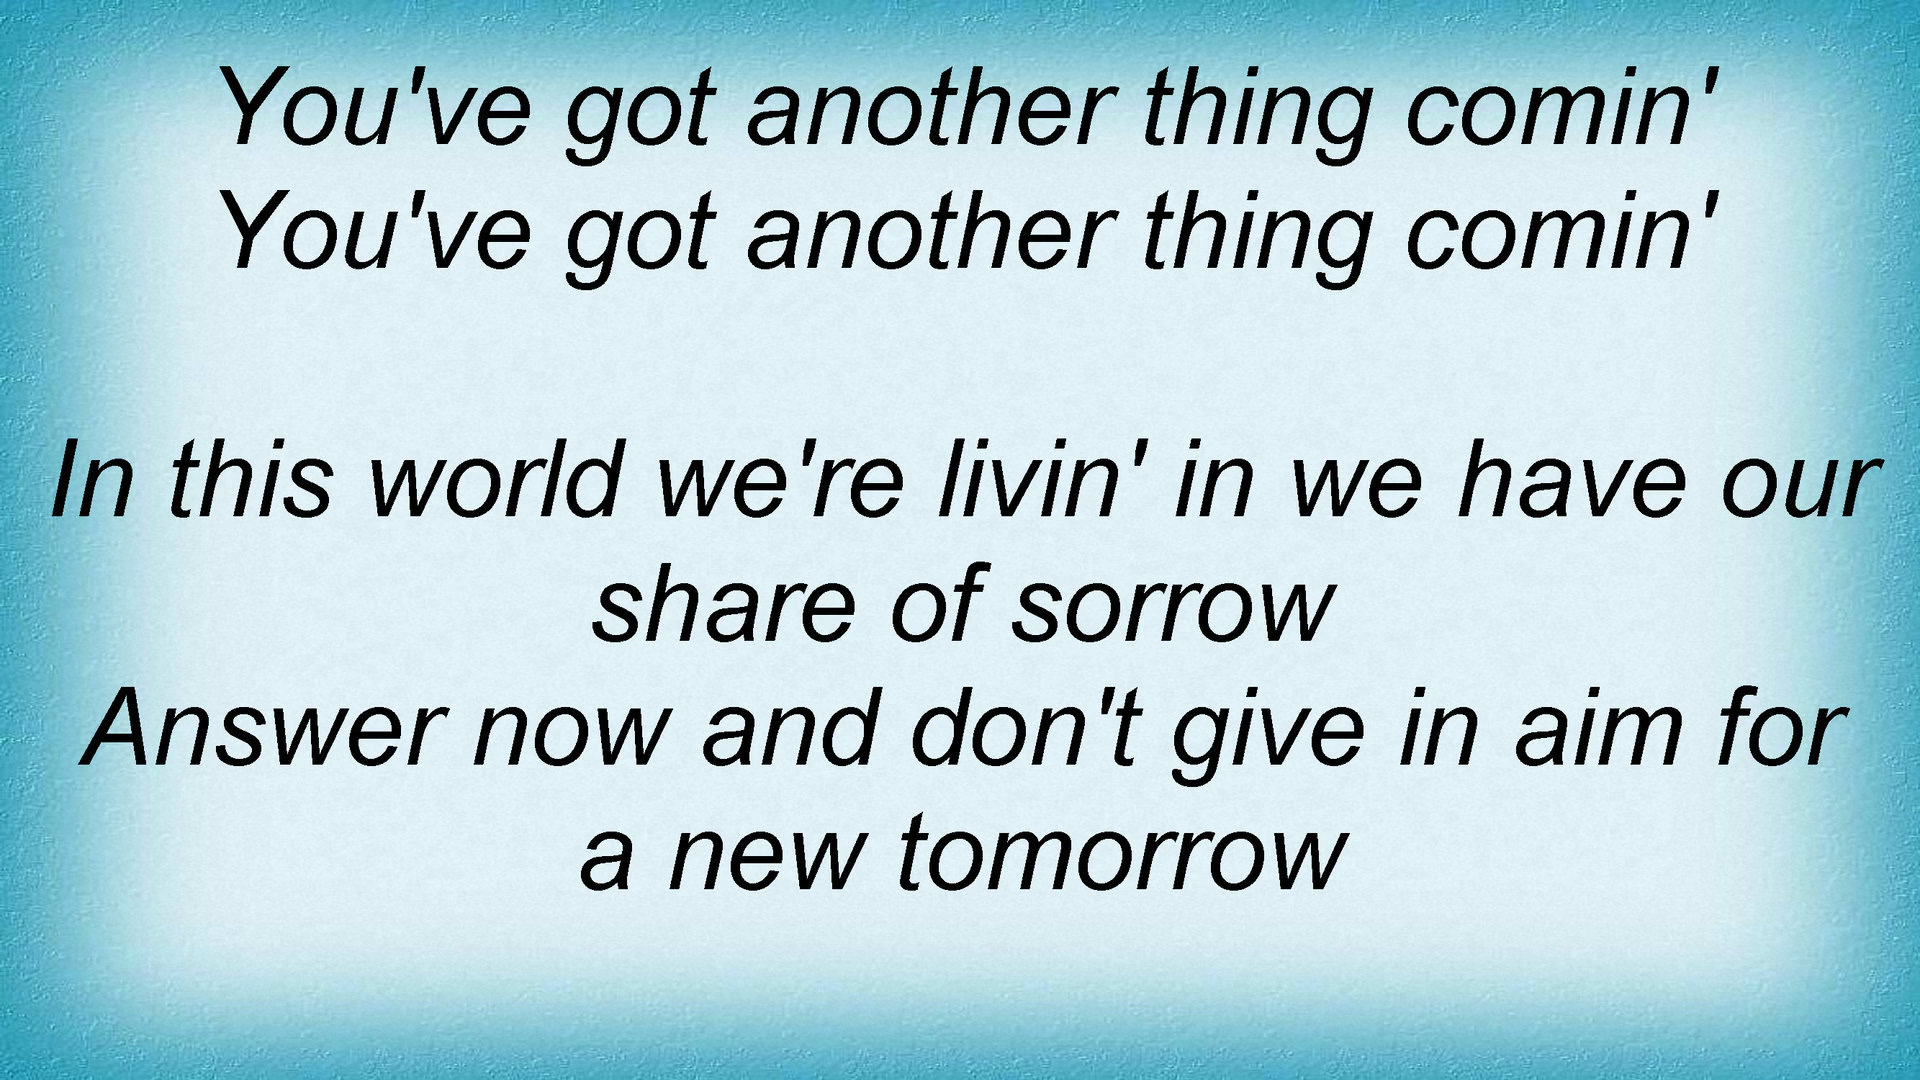 You've got another thing comin'
You've got another thing comin'
In this world we're livin' in we have our
share of sorrow
Answer now and don't give in aim for
a new tomorrow